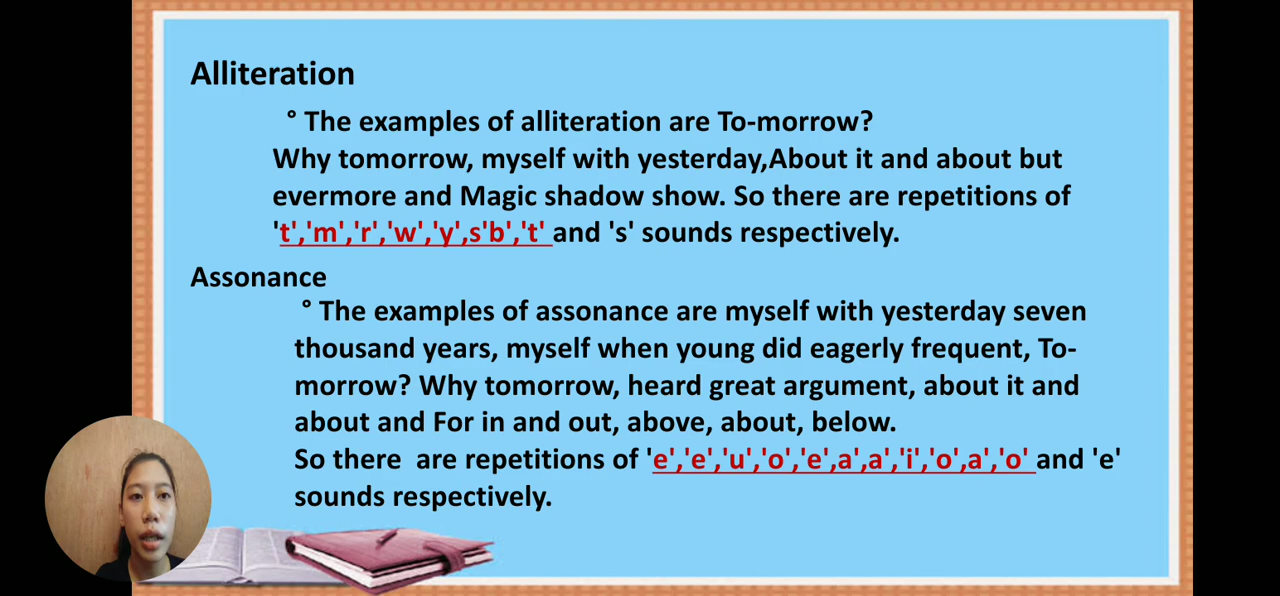 Alliteration
° The examples of alliteration are To-morrow?
Why tomorrow, myself with yesterday,About it and about but
evermore and Magic shadow show. So there are repetitions of
't','m','r','w','y',s'b','t' and 's' sounds respectively.
Assonance
° The examples of assonance are myself with yesterday seven
thousand years, myself when young did eagerly frequent, To-
morrow? Why tomorrow, heard great argument, about it and
about and For in and out, above, about, below.
So there  are repetitions of 'e','e','u','o','e',a','a','i','o',a','o' and 'e'
sounds respectively.